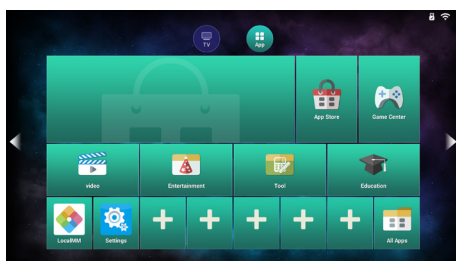 TV
App
App Store
Game Center
video
Entertainment
Tool
Education
LocalMM
Settings
All Apps